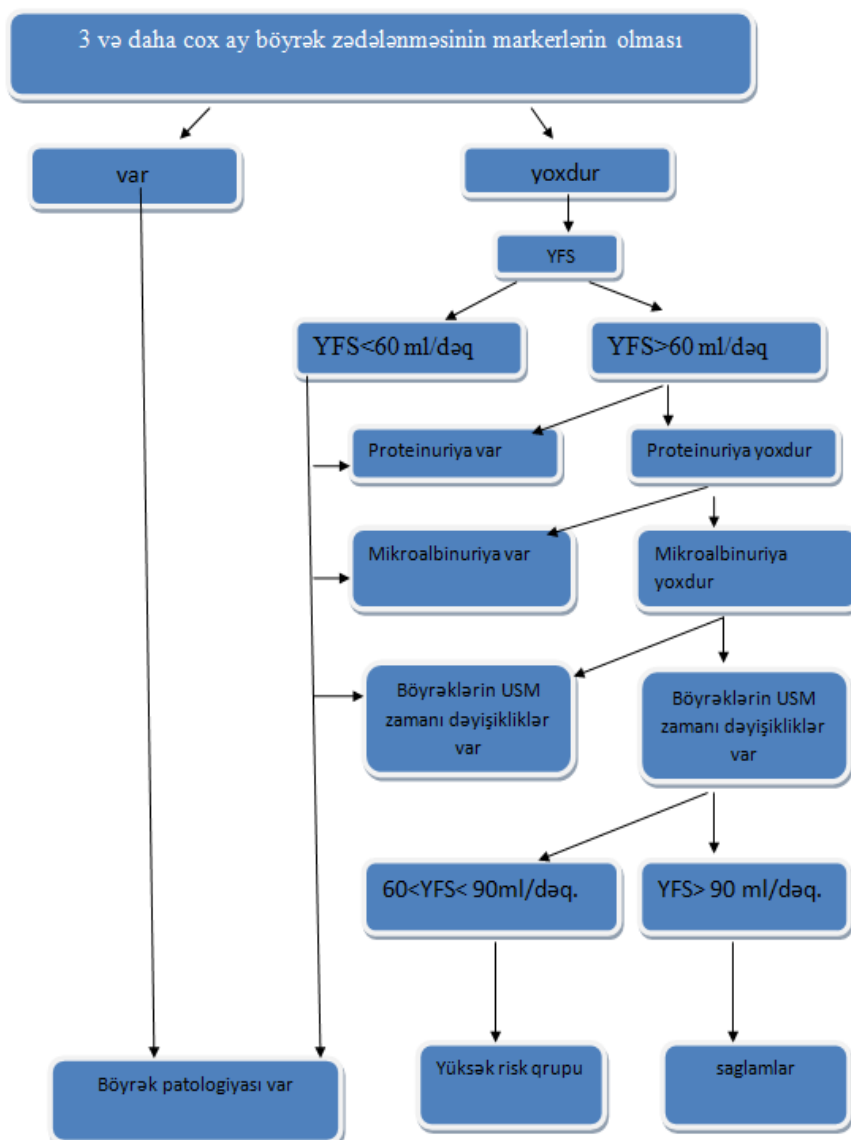 3 və daha cox ay böyrək zədələnməsinin markerlərin olması
var
yoxdur
YFS
YFS<60 ml/dəq
YFS>60 ml/dəq
Proteinuriya var
Proteinuriya yoxdur
Mikroalbinuriya var
Mikroalbinuriya
yoxdur
Böyrəklərin USM
zamanı dəyişikliklər
var
Böyrəklərin USM
zamanı dəyişikliklər
var
60<YFS< 90ml/dəq.
YFS> 90 ml/dəq.
Böyrək patologiyası var
Yüksək risk qrupu
saglamlar